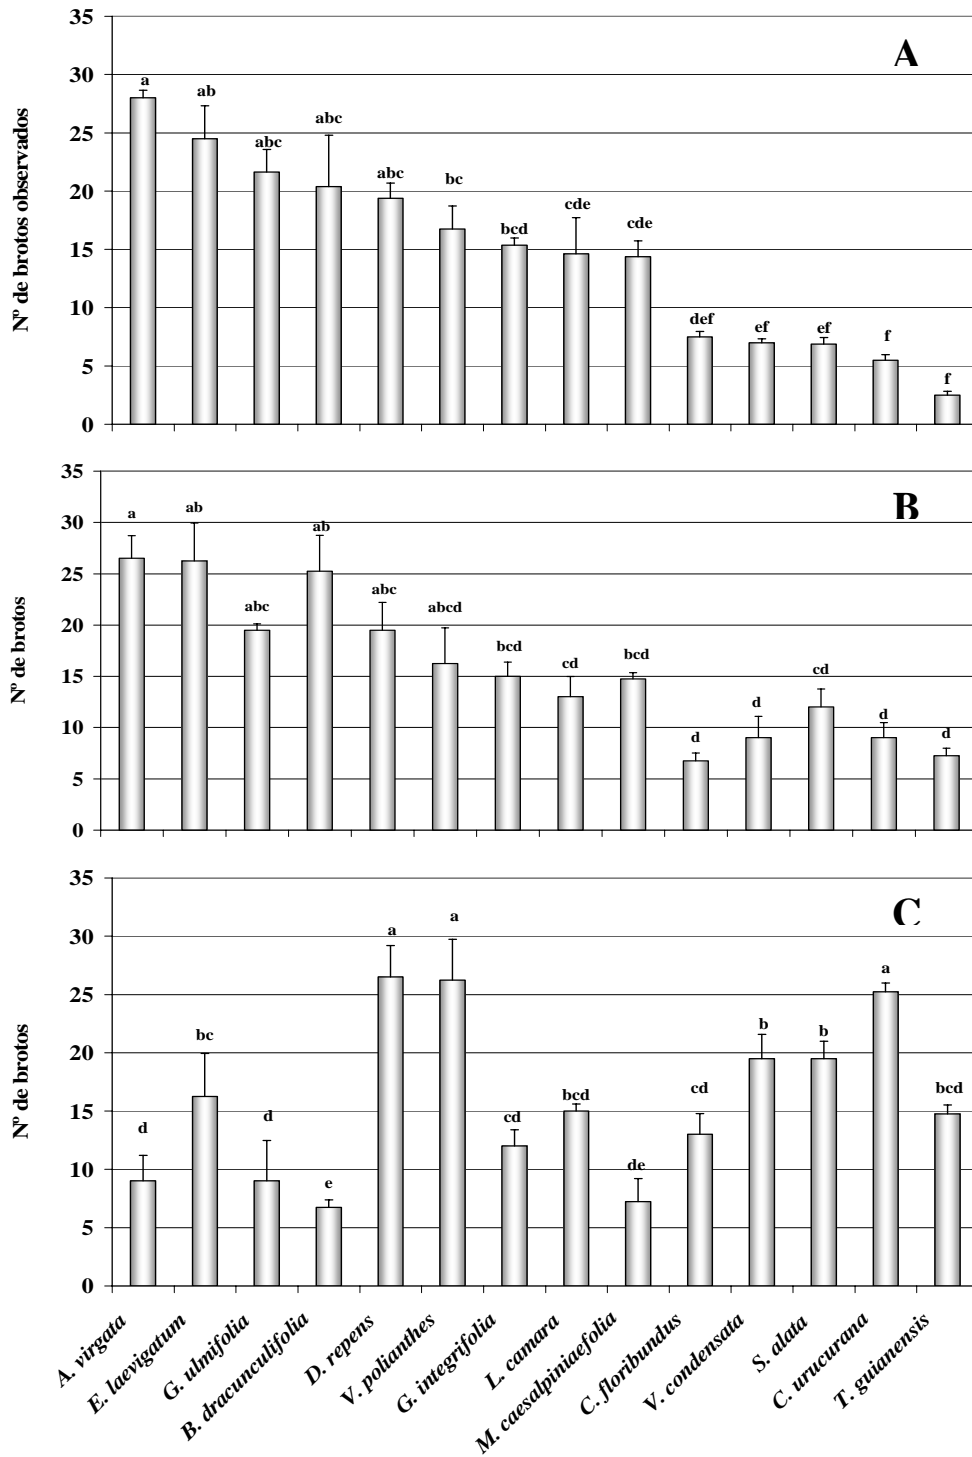 A
Nº de brotos observados
35
30
25
20
15
10
5
0
a
ab
abc
abc
abc
bc
bcd
cde
cde
def
ef
ef
f
f
B
Nº de brotos
35
30
25
20
15
10
5
0
a
ab
abc
ab
abc
abcd
bcd
cd
bcd
d
d
cd
d
d
C
Nº de brotos
35
30
25
20
15
10
5
0
d
bc
d
e
a
a
cd
bcd
de
cd
b
b
a
bcd
A. virgata
E. laevigatum
G. ulmifolia
B. dracunculifolia
D. repens
V. polianthes
G. integrifolia
L. camara
M. caesalpiniaefolia
C. floribundus
V. condensata
S. alata
C. urucurana
T. guianensis